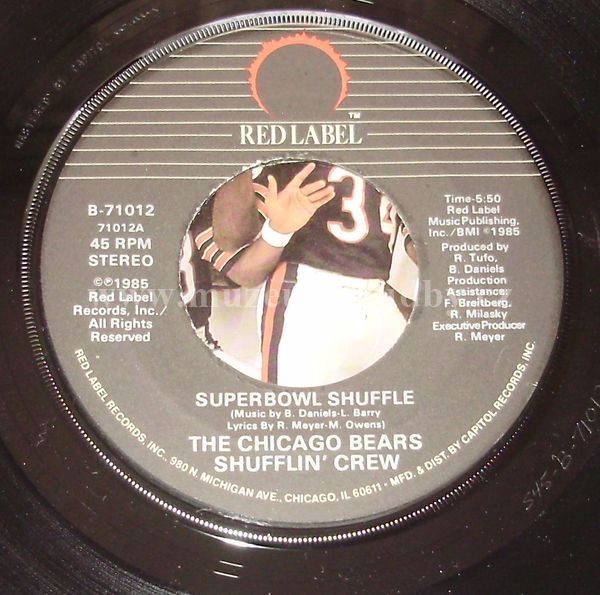 ™
RED LABEL
B-71012
71012A
45 RPM
STEREO
©℗1985
Red Label
Records, Inc./
All Rights
Reserved
34
Time-5:50
Red Label
Music Publishing,
Inc./BMI ©1985
Produced by
R. Tufo,
B. Daniels
Production
Assistance:
F. Breitberg,
R. Milasky
Executive Producer
R. Meyer
SUPERBOWL SHUFFLE
(Music by B. Daniels-L. Barry
Lyrics By R. Meyer-M. Owens)
THE CHICAGO BEARS
SHUFFLIN' CREW
RED LABEL RECORDS, INC., 980 N. MICHIGAN AVE., CHICAGO, IL 60611 - MFD. & DIST. BY CAPITOL RECORDS, INC.